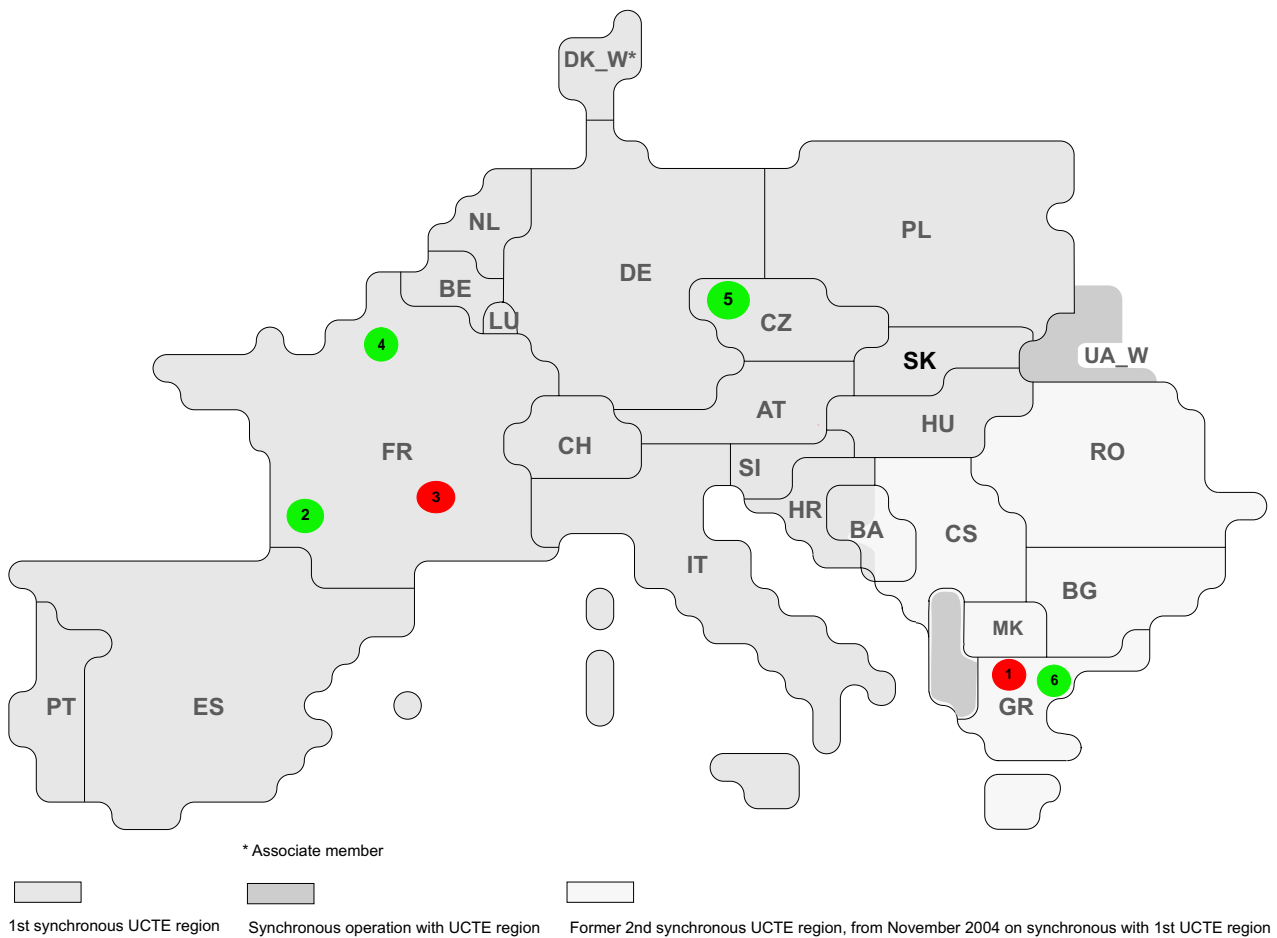 DK_W*
NL
PL
DE
BE
5
LU
CZ
4
SK
UA_W
AT
HU
FR
CH
RO
SI
3
HR
2
BA
CS
IT
BG
MK
1
6
PT
ES
GR
* Associate member
1st synchronous UCTE region
Synchronous operation with UCTE region
Former 2nd synchronous UCTE region, from November 2004 on synchronous with 1st UCTE region